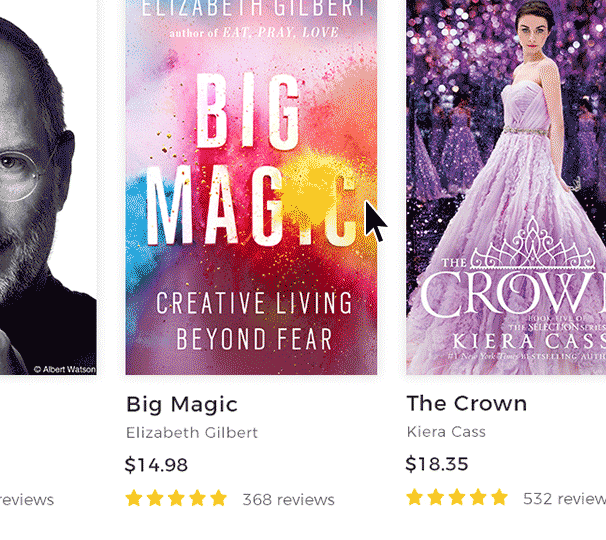 ELIZABETH GILBERT
author of EAT, PRAY, LOVE
BIG
MAGIC
CREATIVE LIVING
BEYOND FEAR
© Albert Watson
THE
CROWN
BOOK FIVE OF
THE SELECTION SERIES
KIERA CASS
#1 New York Times BESTSELLING AUTH
Big Magic
Elizabeth Gilbert
$14.98
368 reviews
The Crown
Kiera Cass
$18.35
532 review
reviews